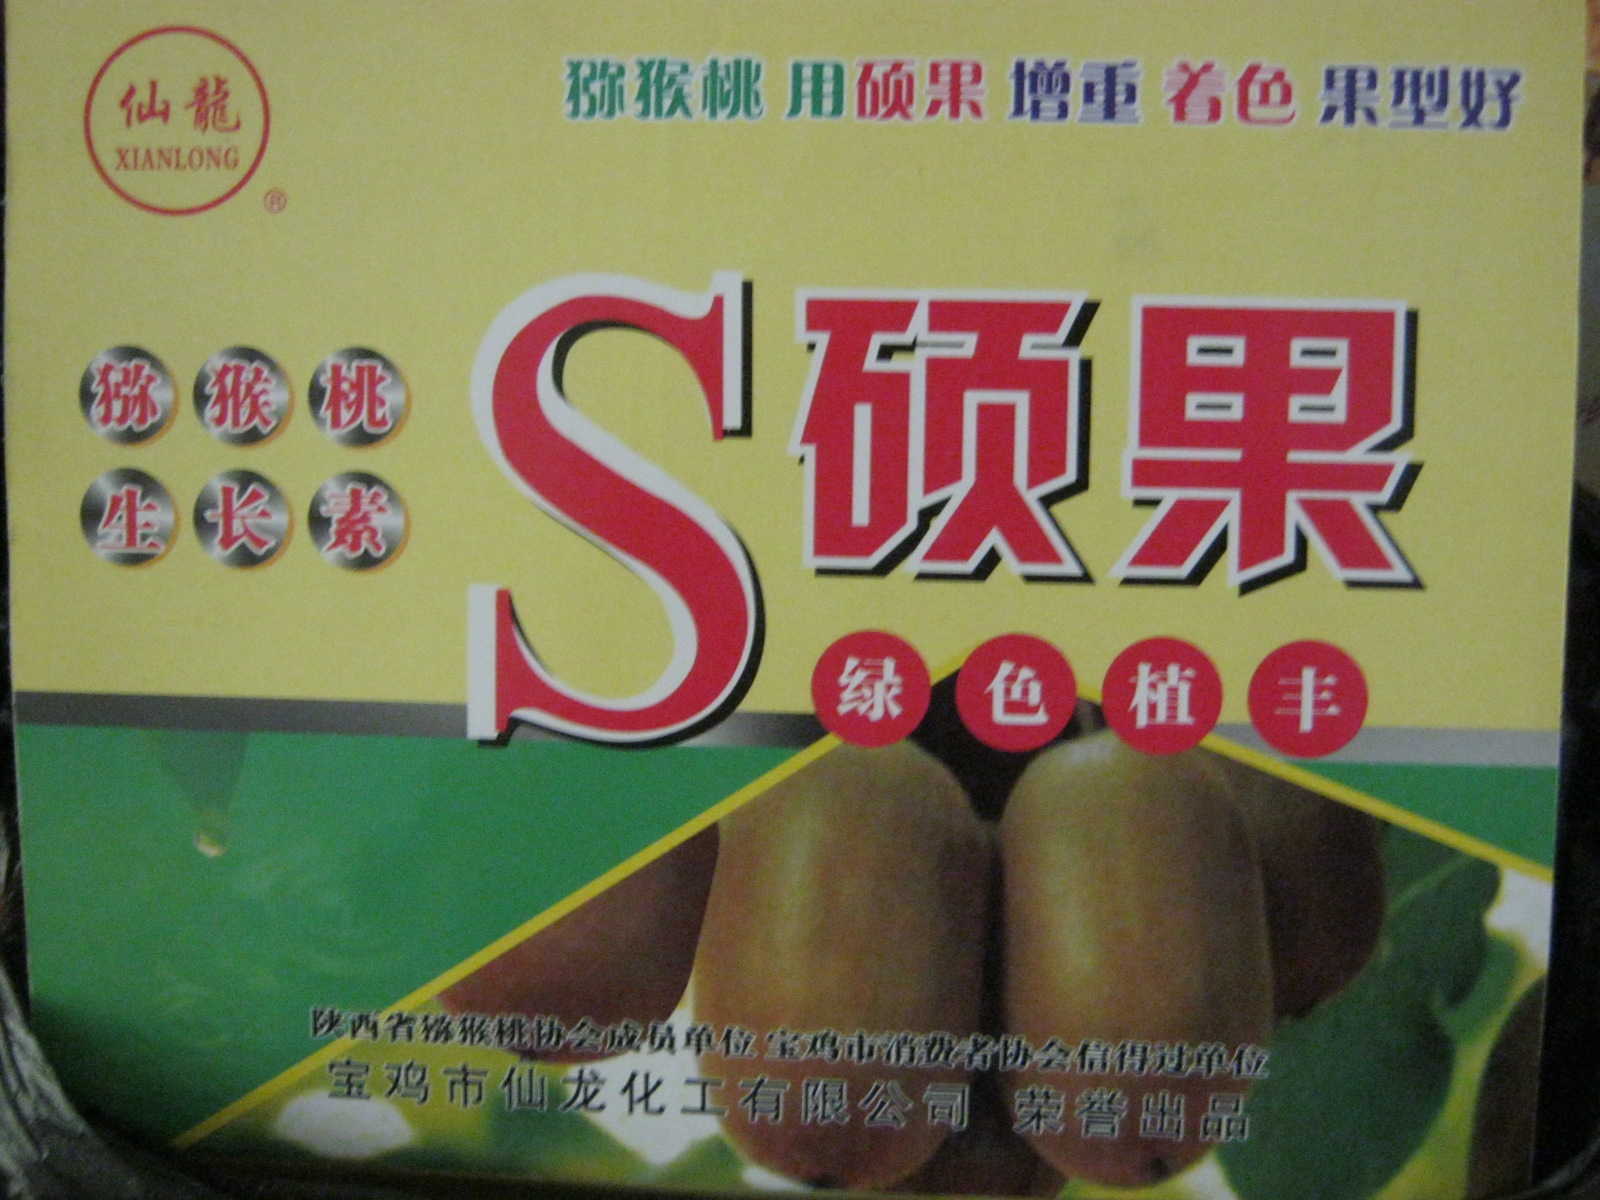 仙龍
XIANLONG
®
猕猴桃 用硕果 增重 着色 果型好
猕猴桃
生长素
S硕果
绿色植丰
陕西省猕猴桃协会成员单位 宝鸡市消费者协会信得过单位
宝鸡市仙龙化工有限公司 荣誉出品